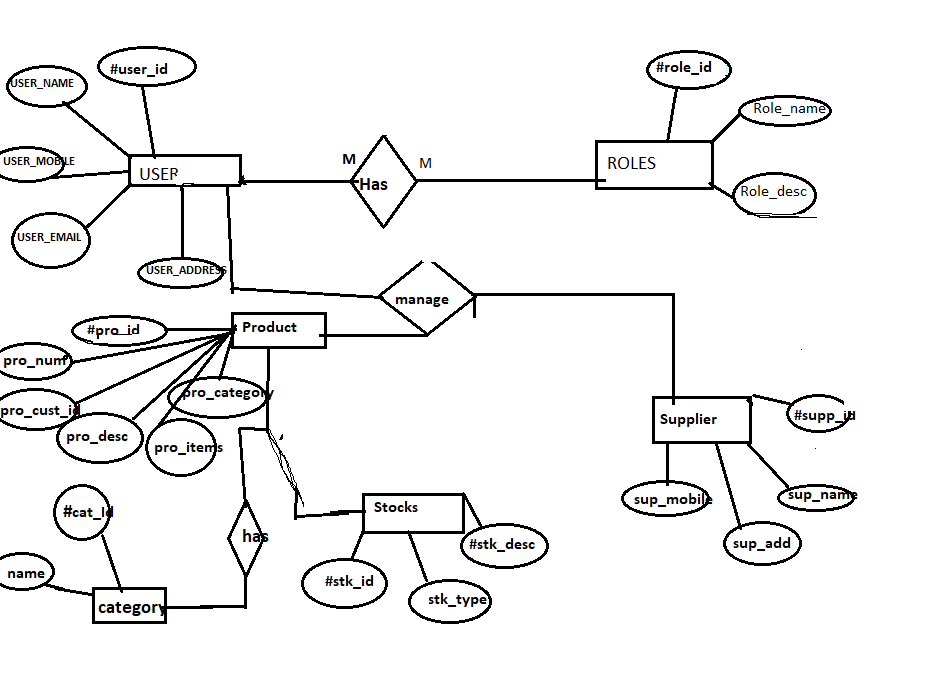 #user_id
#role_id
USER_NAME
Role_name
USER_MOBILE
M
M
ROLES
USER
Has
Role_desc
USER_EMAIL
USER_ADDRESS
manage
#pro_id
Product
pro_num
pro_category
pro_cust_id
#supp_id
Supplier
pro_desc
pro_items
sup_mobile
sup_name
#cat_Id
Stocks
has
sup_add
#stk_desc
name
#stk_id
stk_type
category